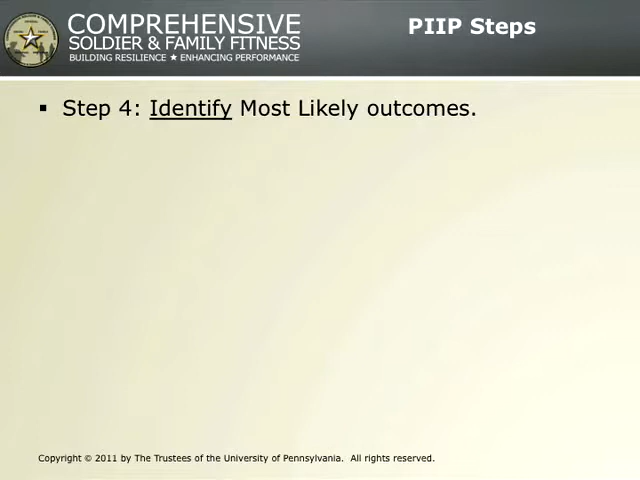 COMPREHENSIVE
SOLDIER & FAMILY FITNESS
BUILDING RESILIENCE ★ ENHANCING PERFORMANCE
PIIP Steps
▪ Step 4: Identify Most Likely outcomes.
Copyright © 2011 by The Trustees of the University of Pennsylvania. All rights reserved.